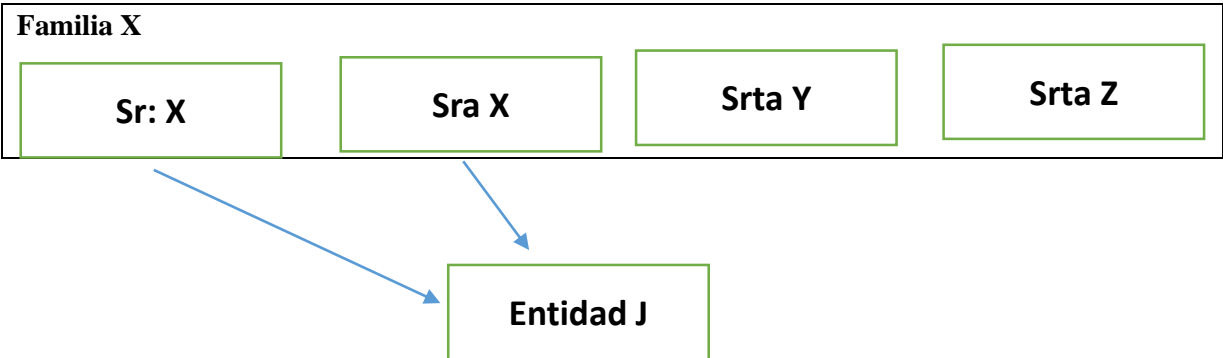 Familia X
Sr: X
Sra X
Srta Y
Srta Z
Entidad J